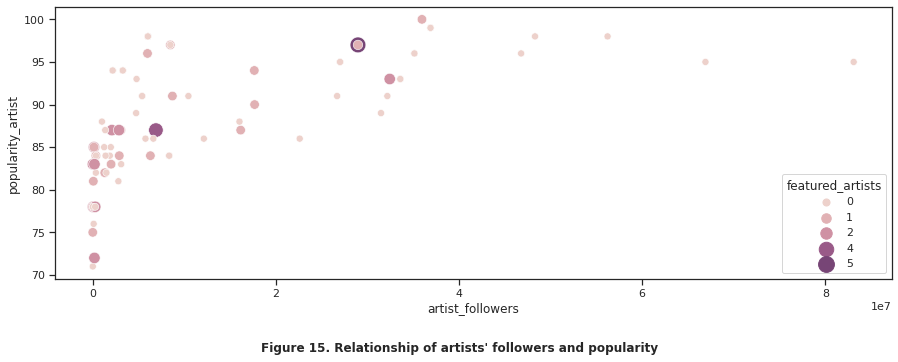 100
95
90
85
80
75
70
popularity_artist
featured_artists
0
1
2
4
5
0 2 4 6 8
1e7
artist_followers
Figure 15. Relationship of artists' followers and popularity